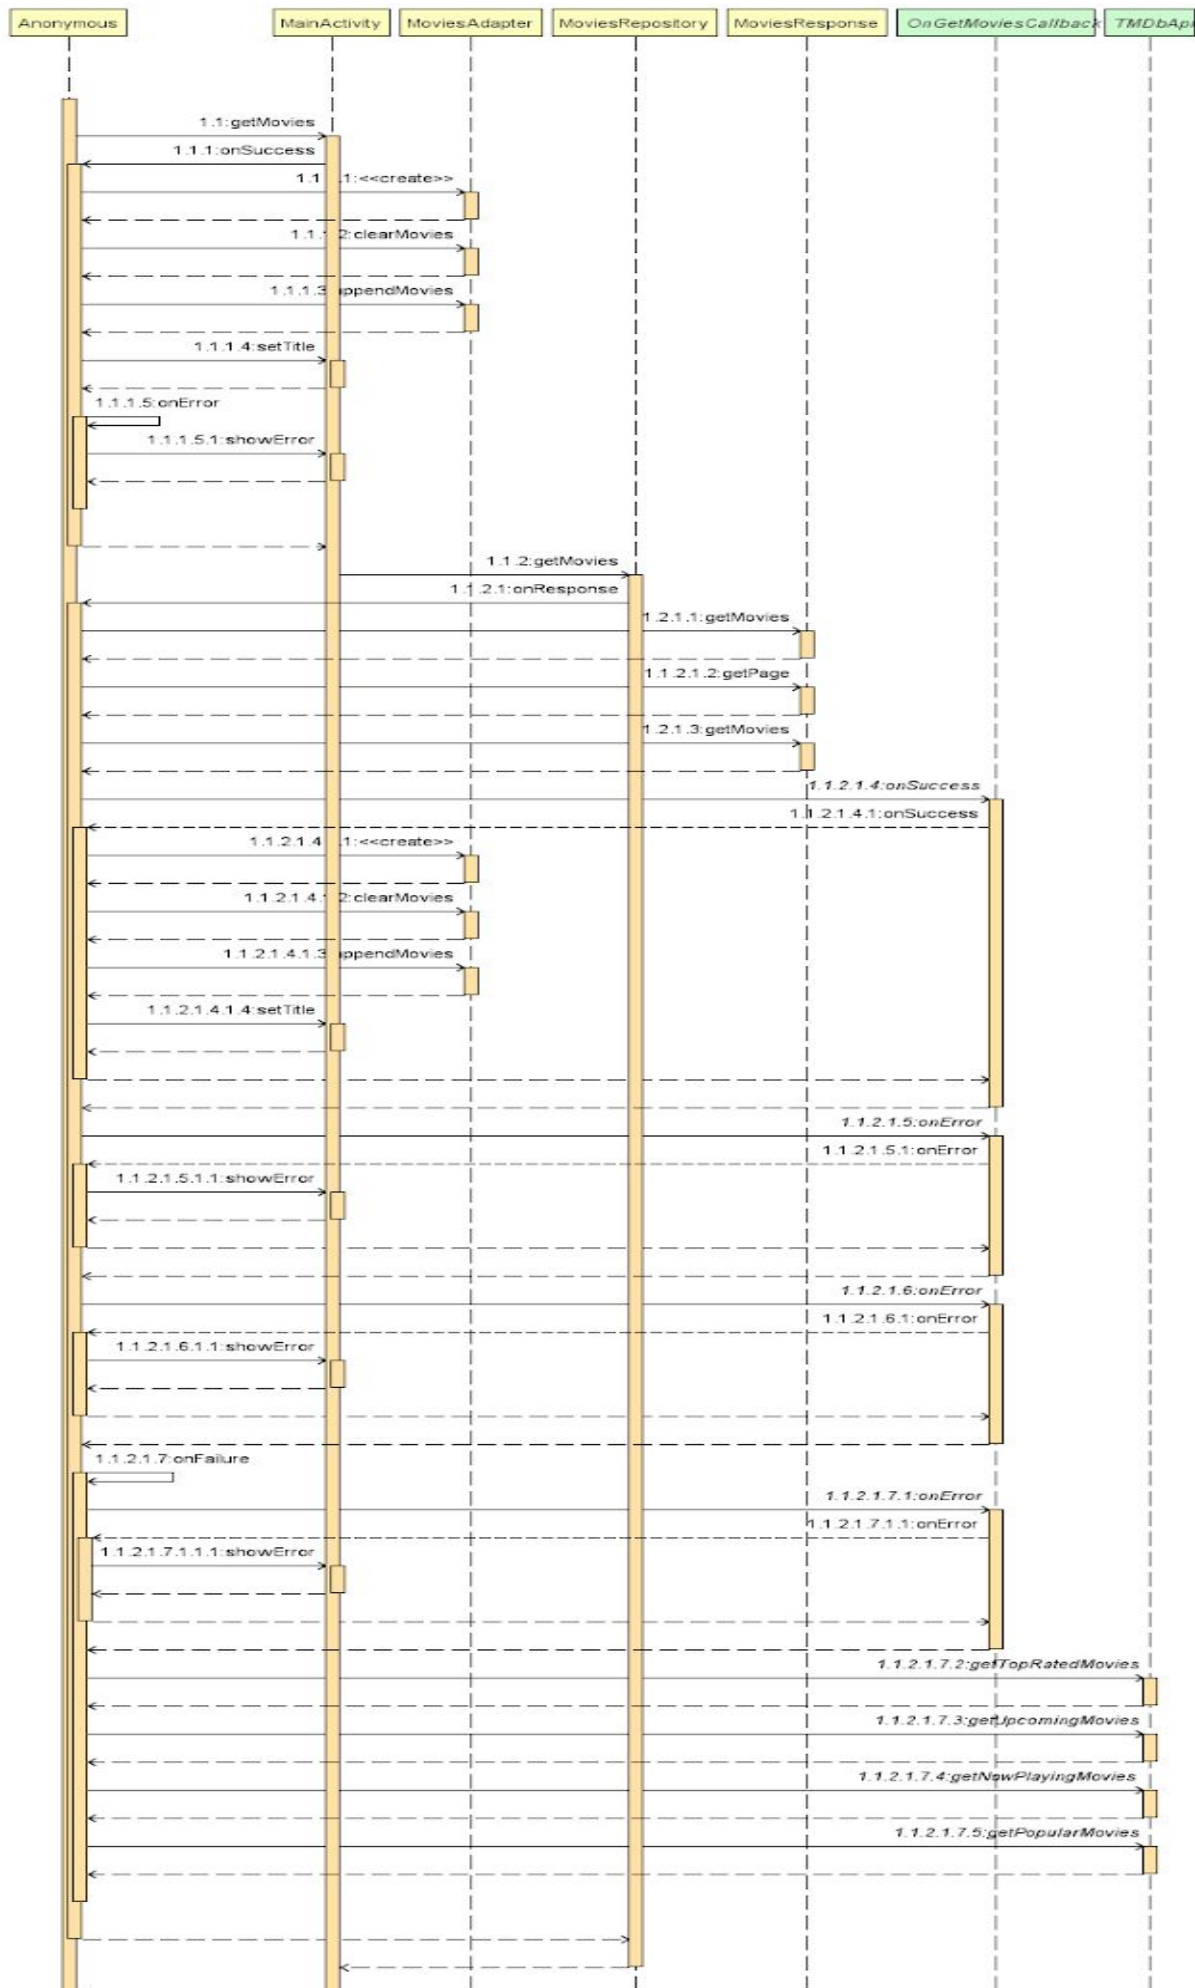 Anonymous
MainActivity
MoviesAdapter
MoviesRepository
MoviesResponse
OnGetMoviesCallback
TMDbApi
1.1:getMovies
1.1.1:onSuccess
1.1 .1:<<create>>
1.1.1.2:clearMovies
1.1.1.3 ppendMovies
1.1.1.4:setTitle
1.1.1.5:onError
1.1.1.5.1:showError
1.1.2:getMovies
1.1.2.1:onResponse
1.2.1.1:getMovies
1.1.2.1.2:getPage
1.2.1.3:getMovies
1.1.2.1.4:onSuccess
1.1.2.1.4.1:onSuccess
1.1.2.1.4 .1:<<create>>
1.1.2.1.4. 2:clearMovies
1.1.2.1.4.1.3 ppendMovies
1.1.2.1.4.1.4:setTitle
1.1.2.1.5:onError
1.1.2.1.5.1:onError
1.1.2.1.5.1.1:showError
1.1.2.1.6:onError
1.1.2.1.6.1:onError
1.1.2.1.6.1.1:showError
1.1.2.1.7:onFailure
1.1.2.1.7.1:onError
1.1.2.1.7.1.1:onError
1.1.2.1.7.1.1.1:showError
1.1.2.1.7.2:getTopRatedMovies
1.1.2.1.7.3:getUpcomingMovies
1.1.2.1.7.4:getNowPlayingMovies
1.1.2.1.7.5:getPopularMovies